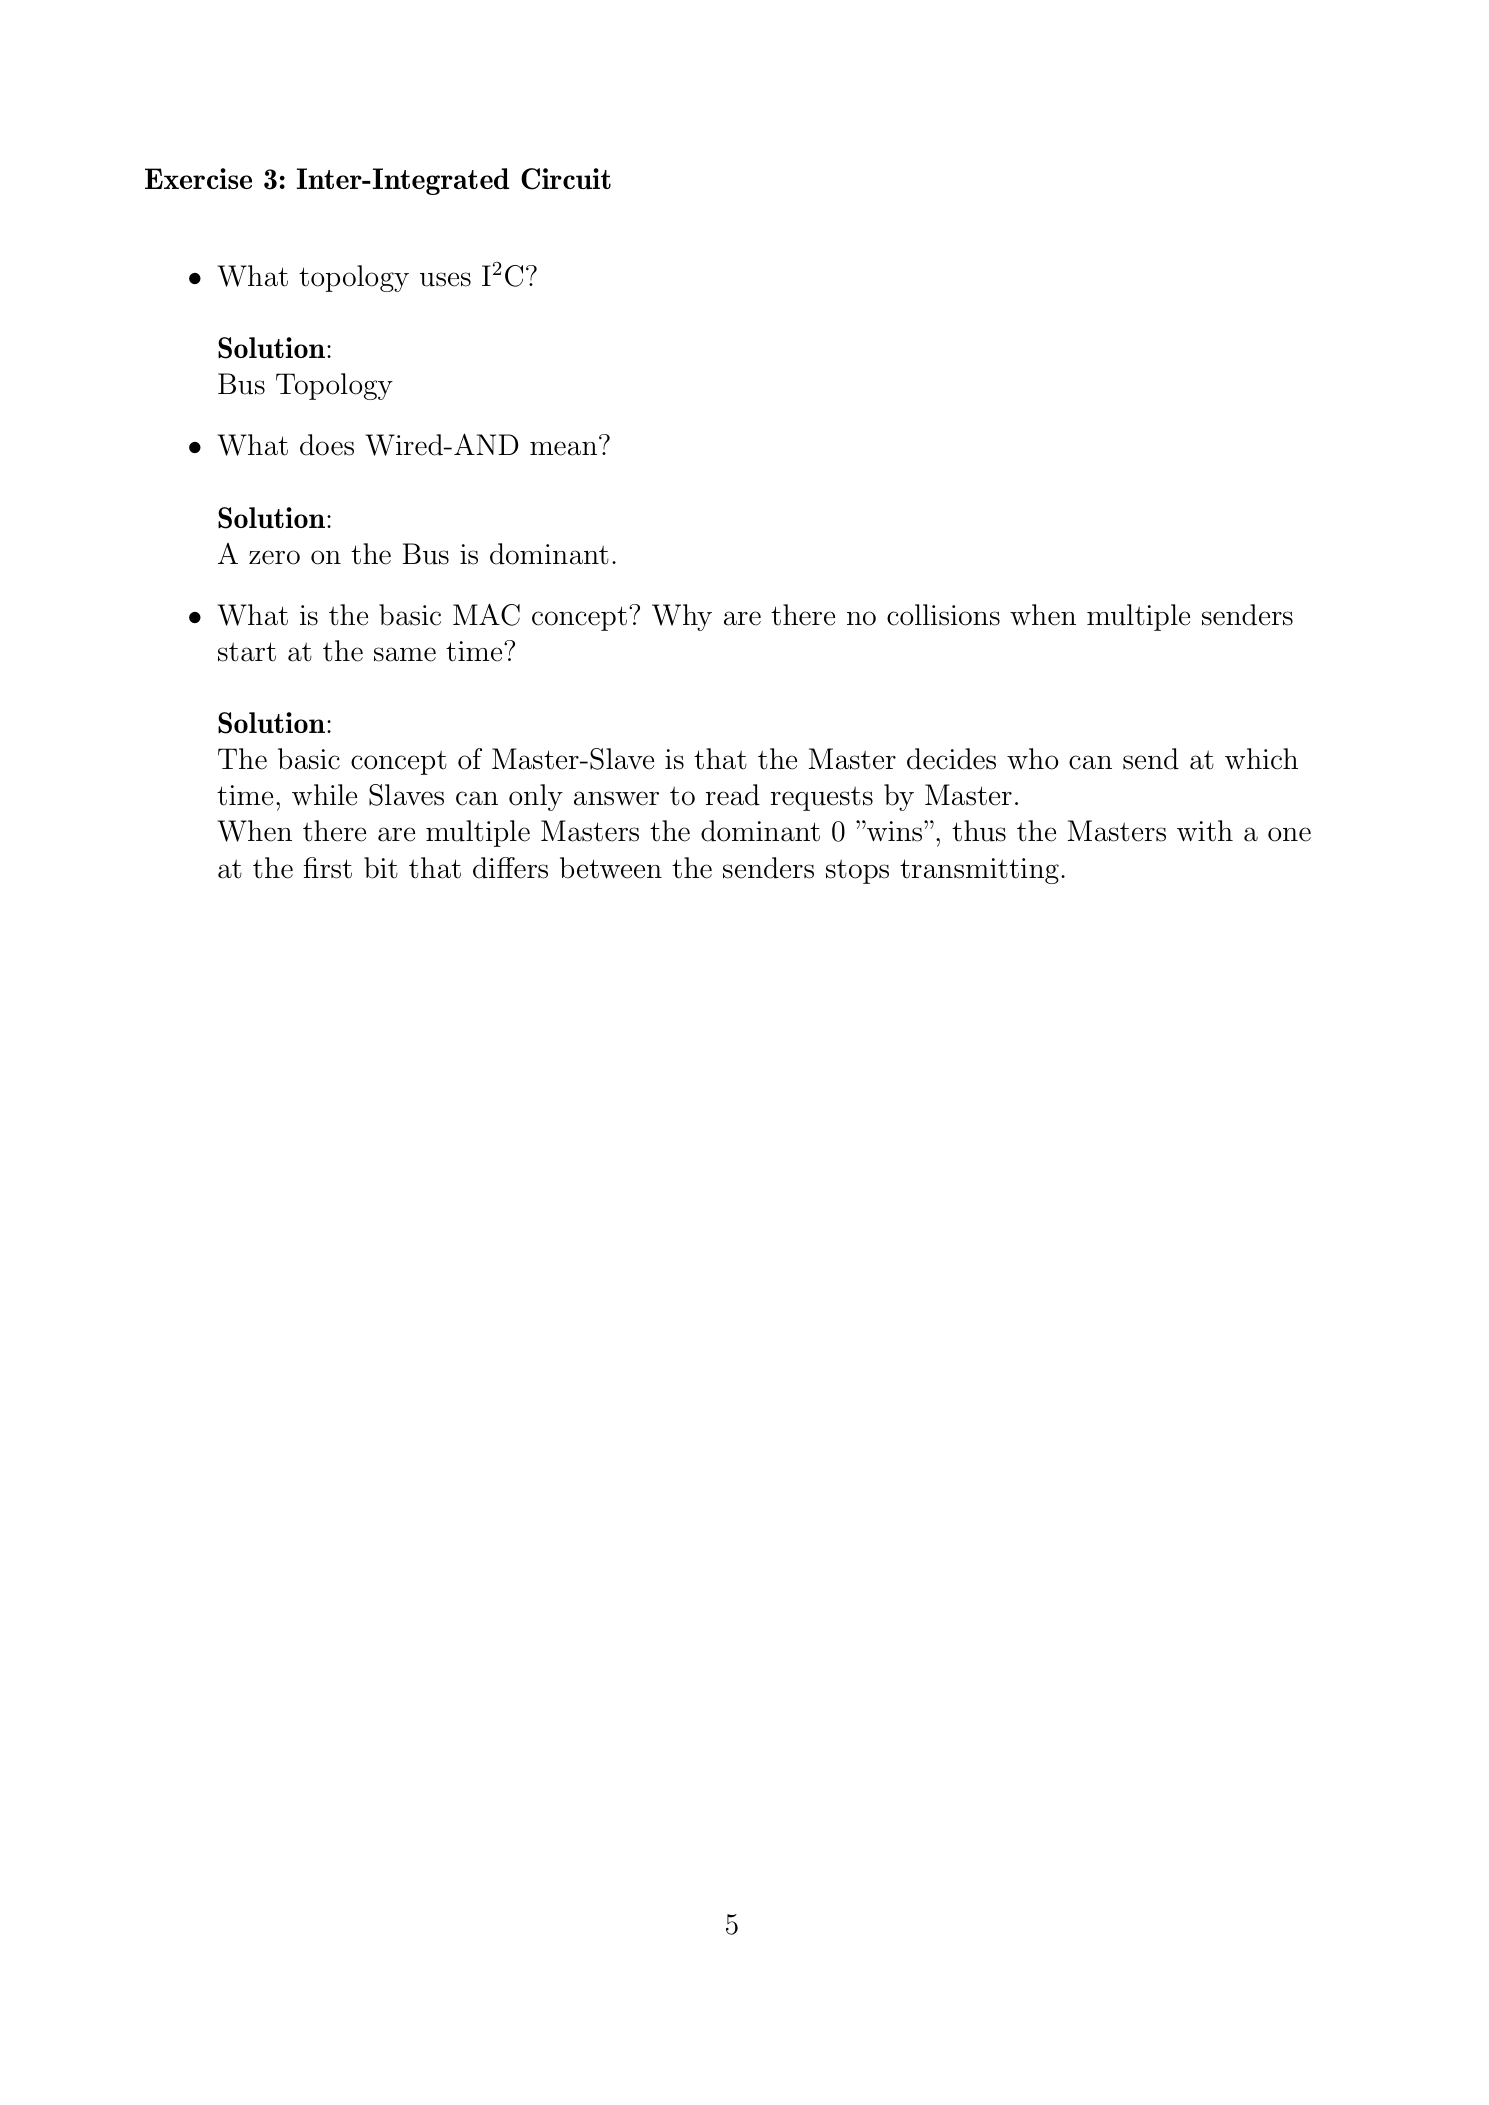 Exercise 3: Inter-Integrated Circuit
• What topology uses I²C?
Solution:
Bus Topology
• What does Wired-AND mean?
Solution:
A zero on the Bus is dominant.
• What is the basic MAC concept? Why are there no collisions when multiple senders
start at the same time?
Solution:
The basic concept of Master-Slave is that the Master decides who can send at which
time, while Slaves can only answer to read requests by Master.
When there are multiple Masters the dominant 0 ”wins”, thus the Masters with a one
at the first bit that differs between the senders stops transmitting.
5